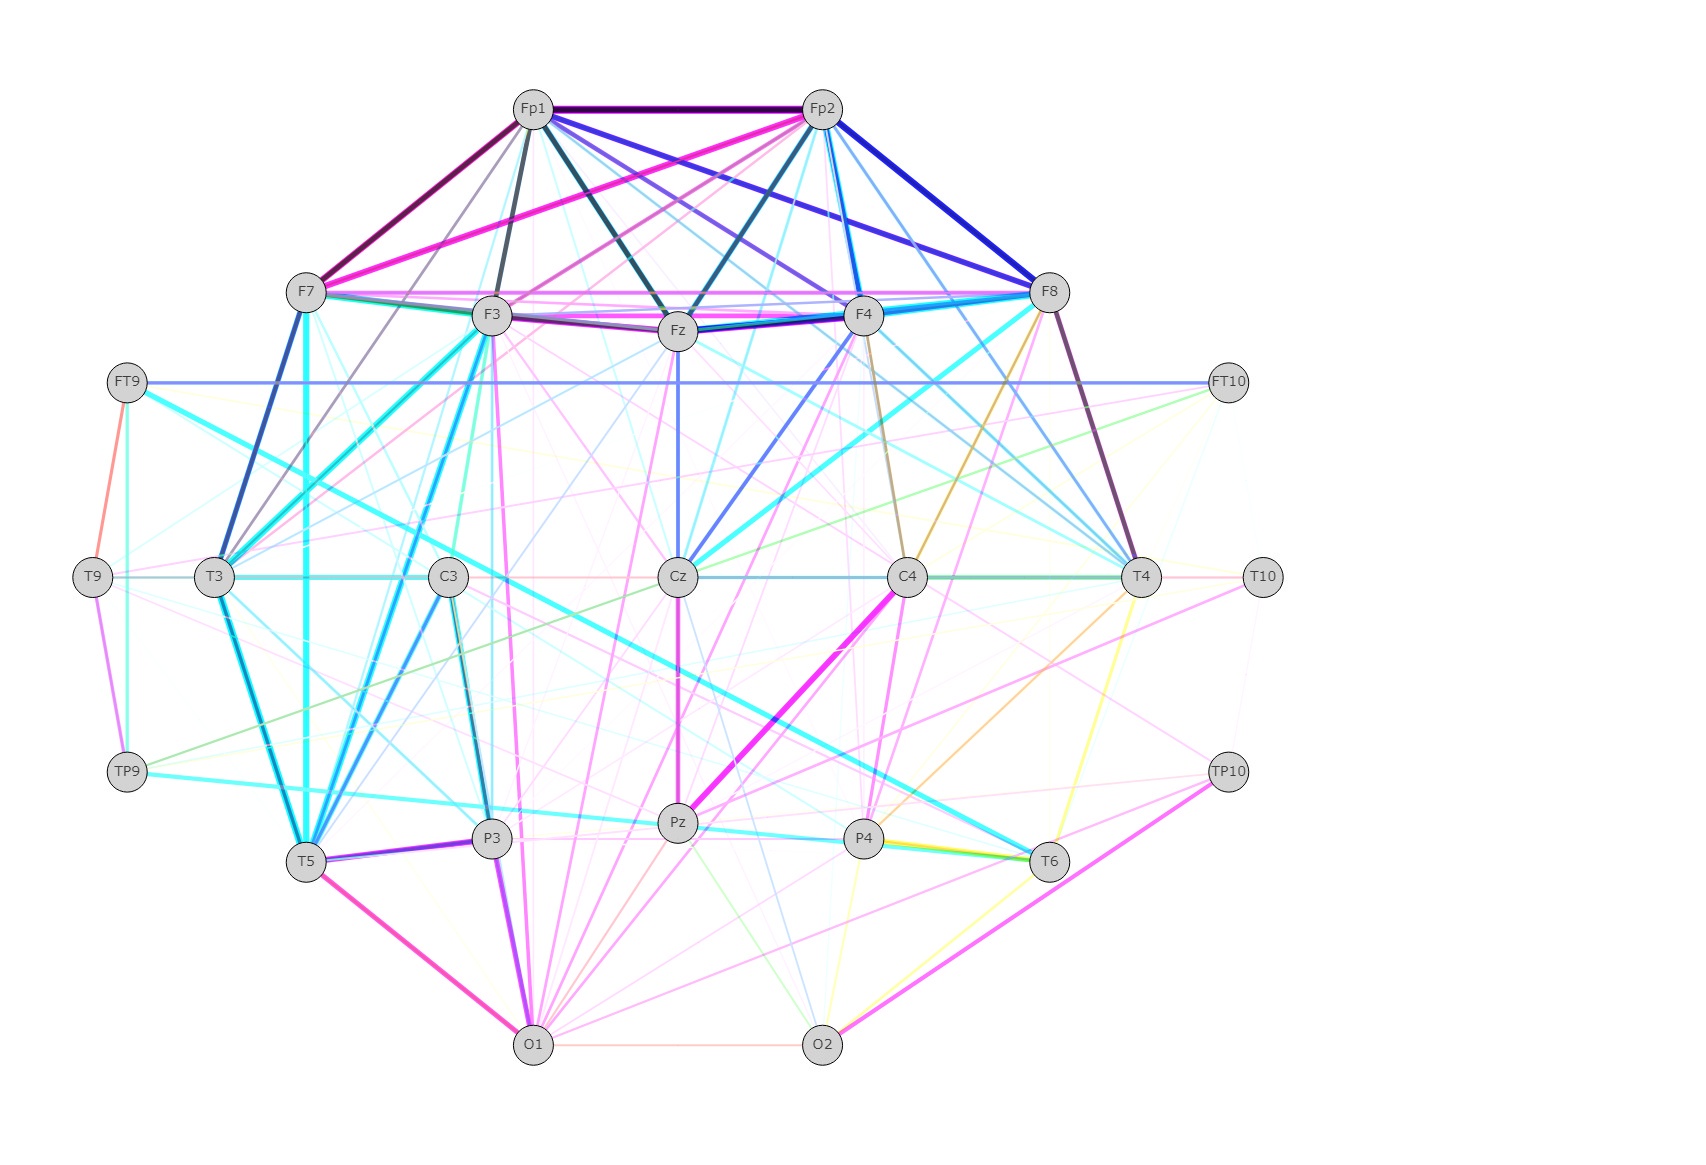 Fp1 Fp2
F7 F3 Fz F4 F8
FT9 FT10
T9 T3 C3 Cz C4 T4 T10
TP9 TP10
T5 P3 Pz P4 T6
O1 O2